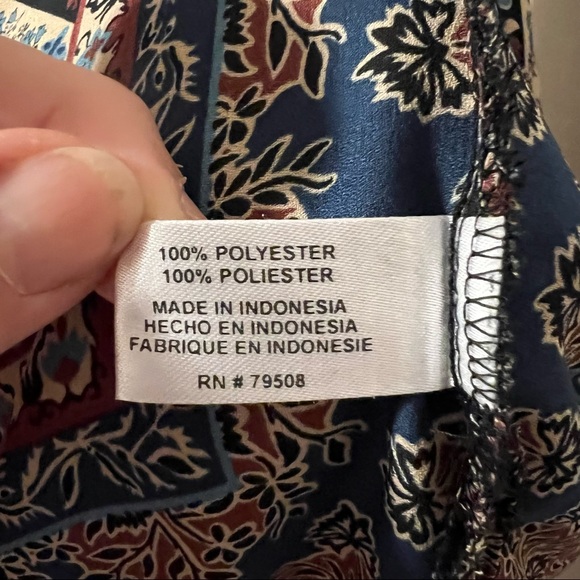 100% POLYESTER
100% POLIESTER
MADE IN INDONESIA
HECHO EN INDONESIA
FABRIQUE EN INDONESIE
RN # 79508